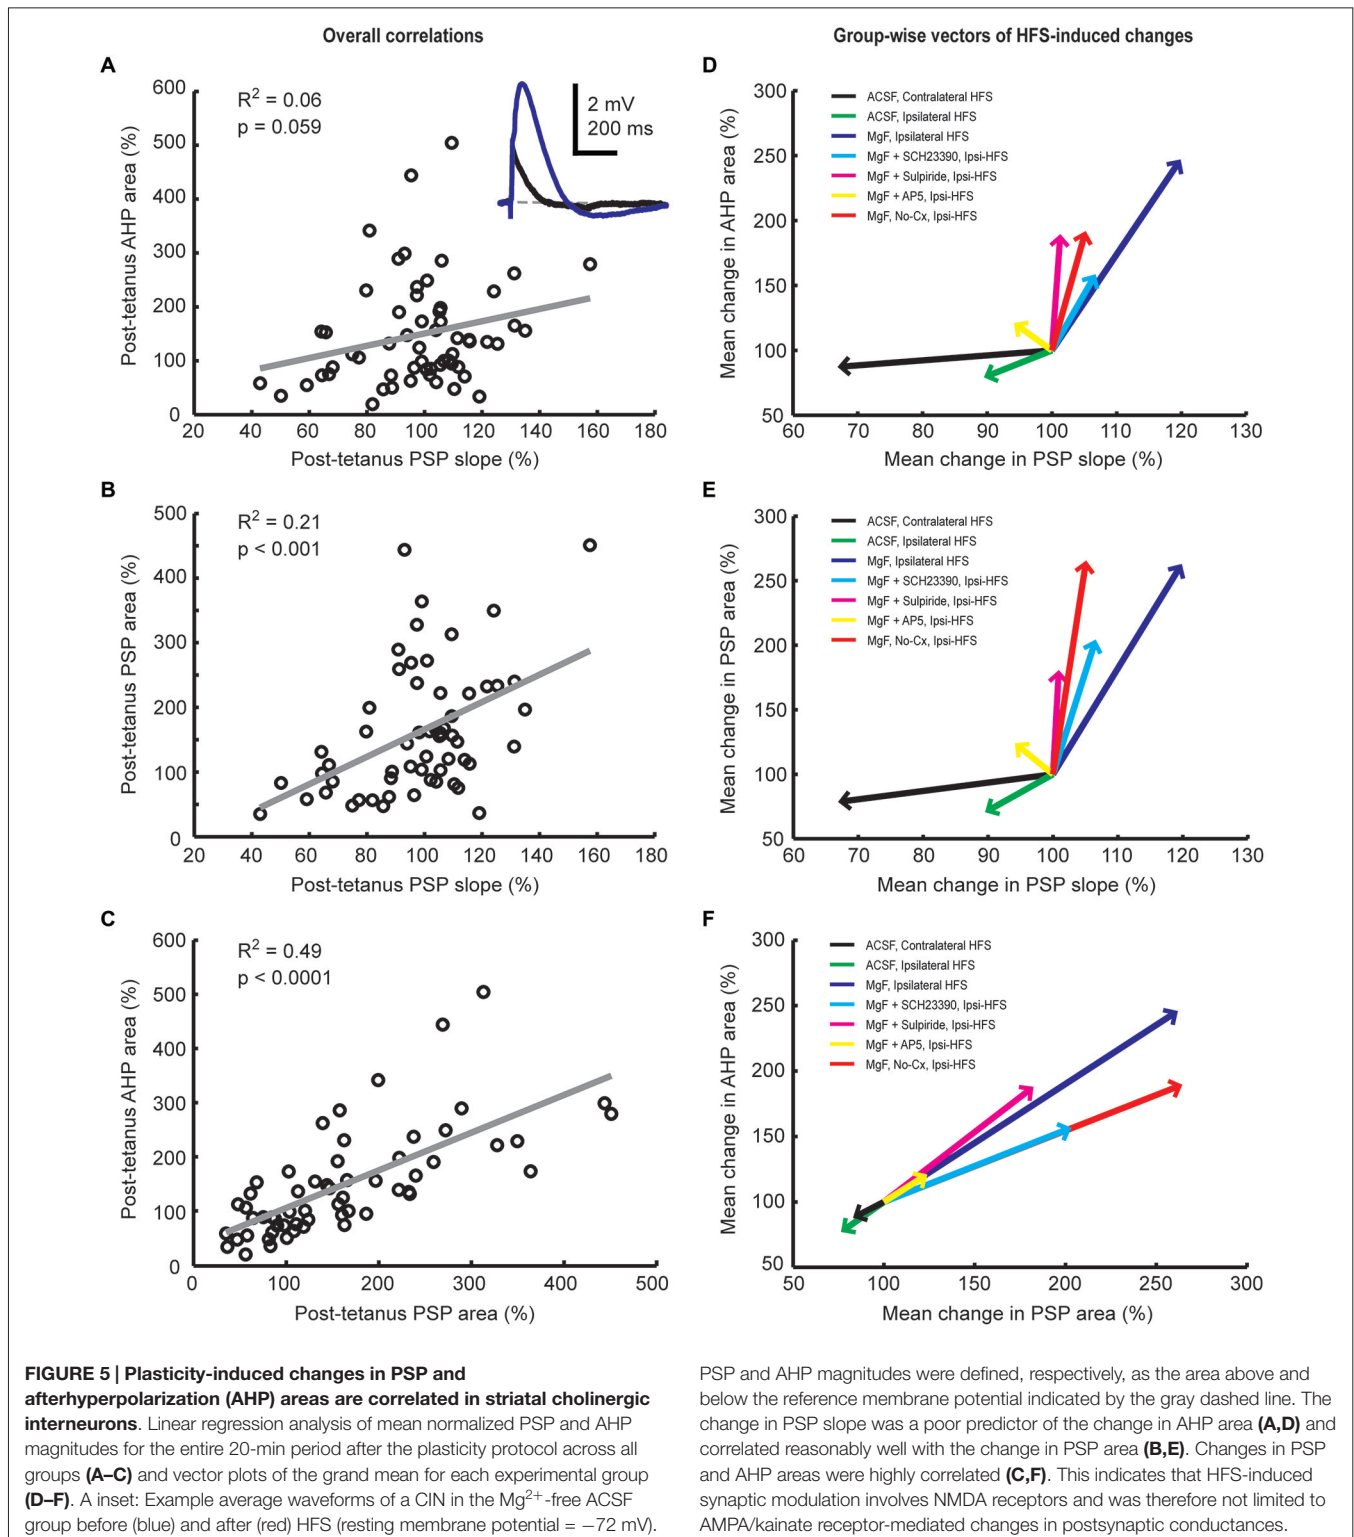 Overall correlations
Group-wise vectors of HFS-induced changes
A
R² = 0.06
p = 0.059
2 mV
200 ms
Post-tetanus AHP area (%)
600
500
400
300
200
100
0
20 40 60 80 100 120 140 160 180
Post-tetanus PSP slope (%)
B
R² = 0.21
p < 0.001
Post-tetanus PSP area (%)
500
400
300
200
100
0
20 40 60 80 100 120 140 160 180
Post-tetanus PSP slope (%)
C
R² = 0.49
p < 0.0001
Post-tetanus AHP area (%)
600
500
400
300
200
100
0
0 100 200 300 400 500
Post-tetanus PSP area (%)
D
ACSF, Contralateral HFS
ACSF, Ipsilateral HFS
MgF, Ipsilateral HFS
MgF + SCH23390, Ipsi-HFS
MgF + Sulpiride, Ipsi-HFS
MgF + AP5, Ipsi-HFS
MgF, No-Cx, Ipsi-HFS
Mean change in AHP area (%)
300
250
200
150
100
50
60 70 80 90 100 110 120 130
Mean change in PSP slope (%)
E
ACSF, Contralateral HFS
ACSF, Ipsilateral HFS
MgF, Ipsilateral HFS
MgF + SCH23390, Ipsi-HFS
MgF + Sulpiride, Ipsi-HFS
MgF + AP5, Ipsi-HFS
MgF, No-Cx, Ipsi-HFS
Mean change in PSP area (%)
300
250
200
150
100
50
60 70 80 90 100 110 120 130
Mean change in PSP slope (%)
F
ACSF, Contralateral HFS
ACSF, Ipsilateral HFS
MgF, Ipsilateral HFS
MgF + SCH23390, Ipsi-HFS
MgF + Sulpiride, Ipsi-HFS
MgF + AP5, Ipsi-HFS
MgF, No-Cx, Ipsi-HFS
Mean change in AHP area (%)
300
250
200
150
100
50
50 100 150 200 250 300
Mean change in PSP area (%)
FIGURE 5 | Plasticity-induced changes in PSP and
afterhyperpolarization (AHP) areas are correlated in striatal cholinergic
interneurons. Linear regression analysis of mean normalized PSP and AHP
magnitudes for the entire 20-min period after the plasticity protocol across all
groups (A–C) and vector plots of the grand mean for each experimental group
(D–F). A inset: Example average waveforms of a CIN in the Mg²⁺-free ACSF
group before (blue) and after (red) HFS (resting membrane potential = −72 mV).
PSP and AHP magnitudes were defined, respectively, as the area above and
below the reference membrane potential indicated by the gray dashed line. The
change in PSP slope was a poor predictor of the change in AHP area (A,D) and
correlated reasonably well with the change in PSP area (B,E). Changes in PSP
and AHP areas were highly correlated (C,F). This indicates that HFS-induced
synaptic modulation involves NMDA receptors and was therefore not limited to
AMPA/kainate receptor-mediated changes in postsynaptic conductances.